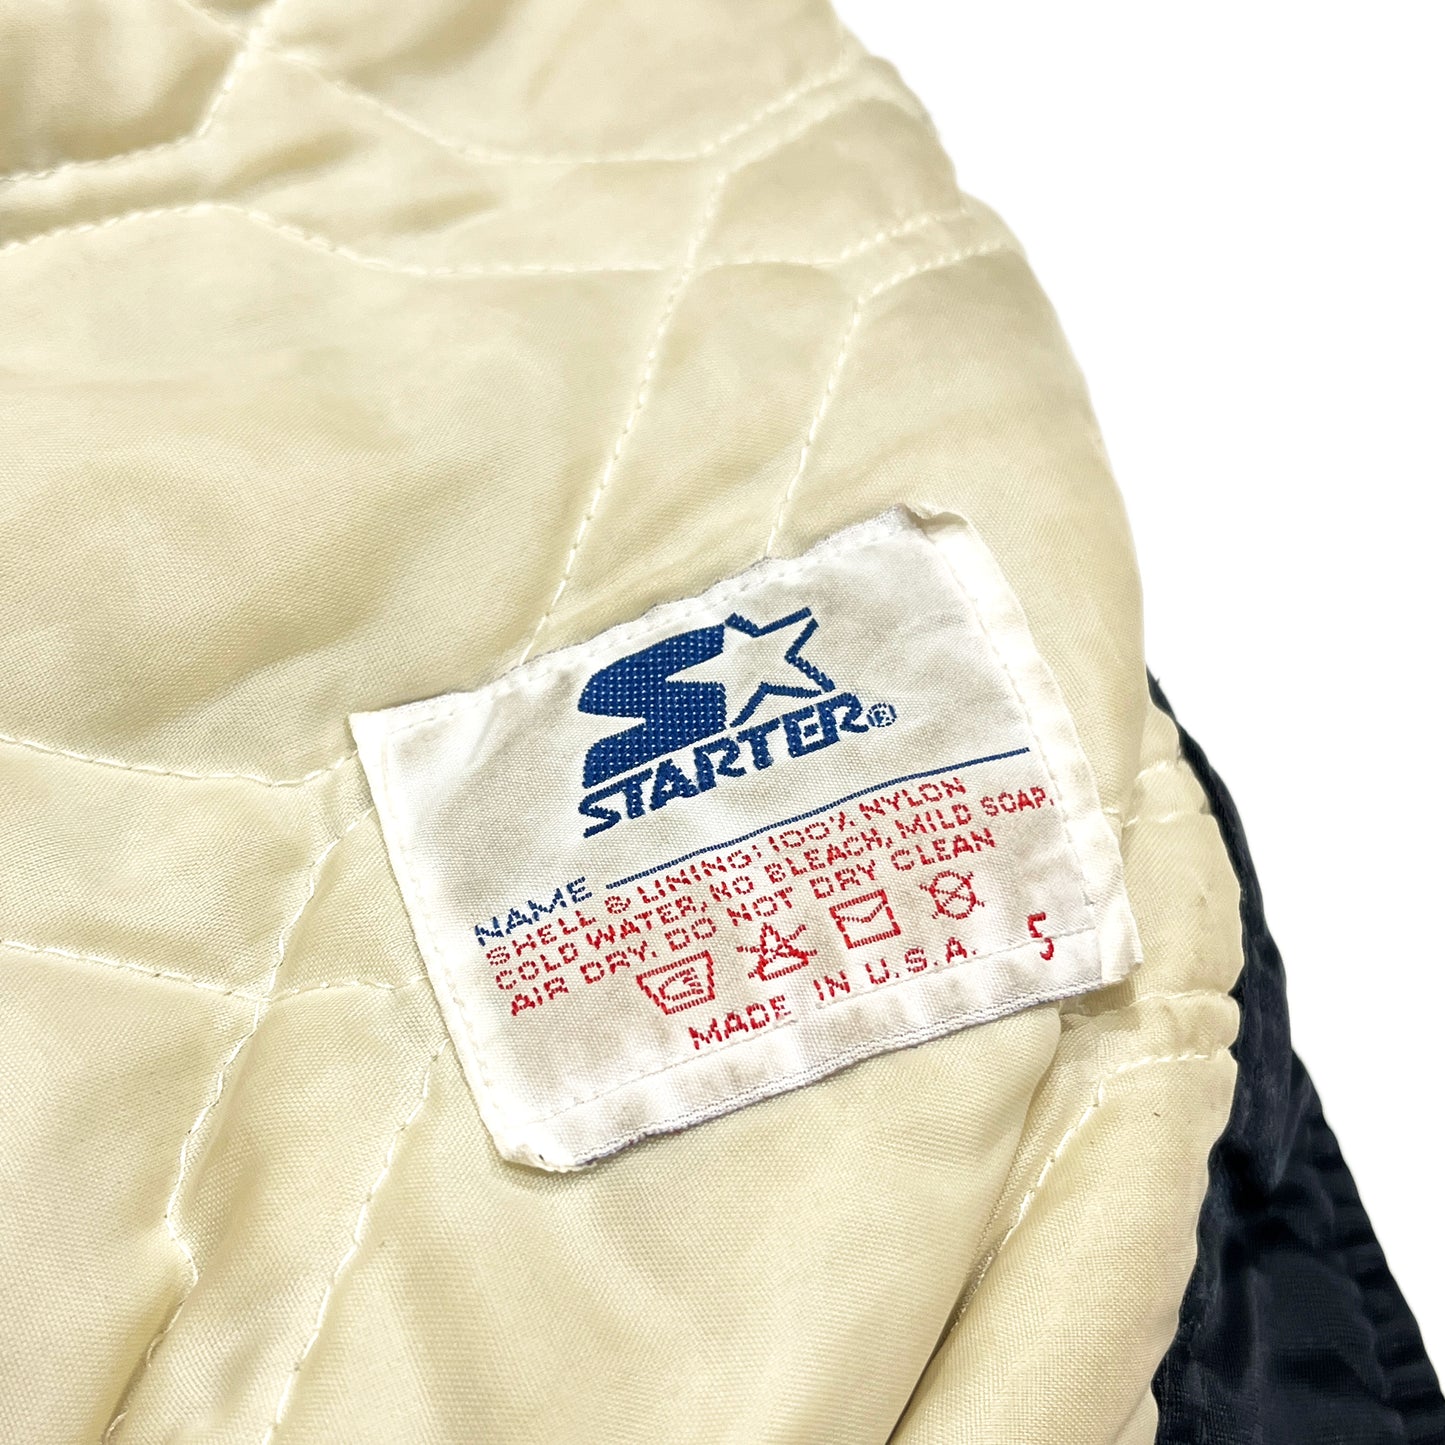 STARTER®
NAME
SHELL & LINING: 100% NYLON
COLD WATER, NO BLEACH, MILD SOAP.
AIR DRY. DO NOT DRY CLEAN
MADE IN U.S.A. 5